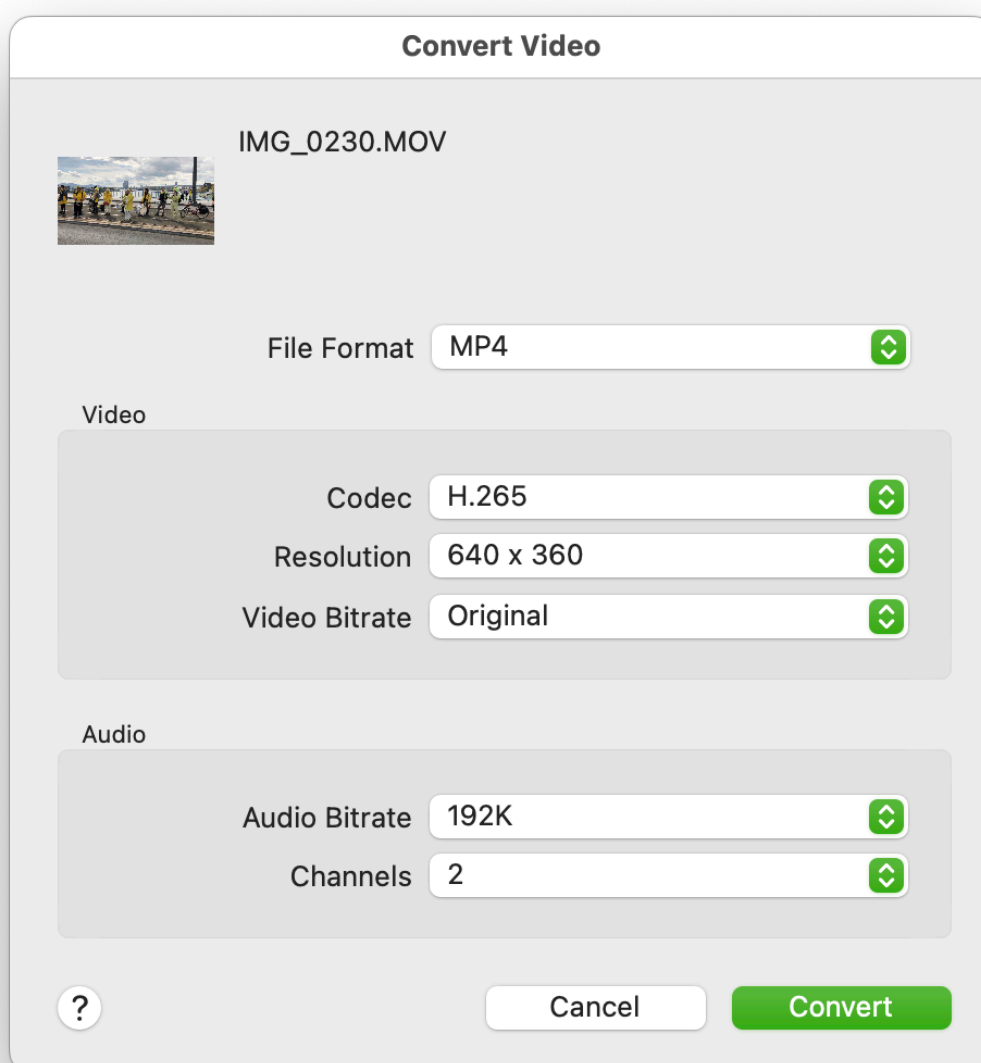 Convert Video
IMG_0230.MOV
File Format MP4
Video
Codec H.265
Resolution 640 x 360
Video Bitrate Original
Audio
Audio Bitrate 192K
Channels 2
? Cancel Convert